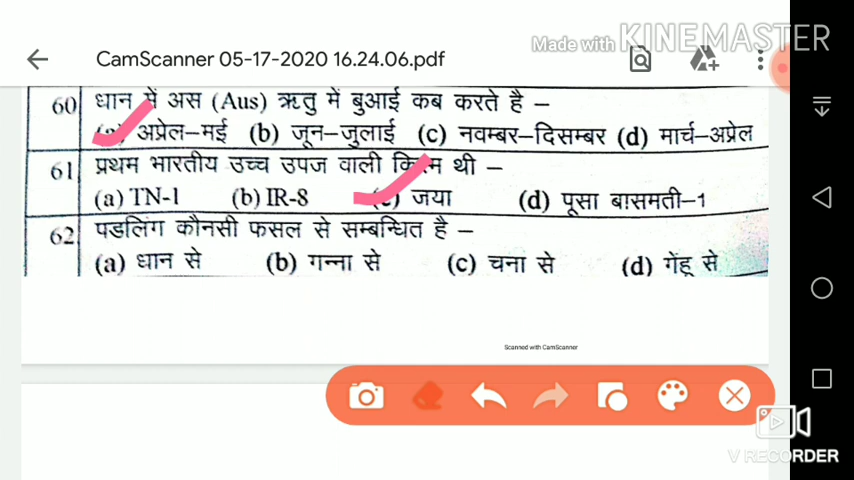 Made with KINEMASTER
CamScanner 05-17-2020 16.24.06.pdf
60 धान में अस (Aus) ऋतु में बुआई कब करते है –
(a) अप्रेल–मई (b) जून–जुलाई (c) नवम्बर–दिसम्बर (d) मार्च–अप्रेल
61 प्रथम भारतीय उच्च उपज वाली किस्म थी –
(a) TN-1 (b) IR-8 (c) जया (d) पूसा बासमती–1
62 पडलिंग कौनसी फसल से सम्बन्धित है –
(a) धान से (b) गन्ना से (c) चना से (d) गेंहू से
Scanned with CamScanner
V RECORDER